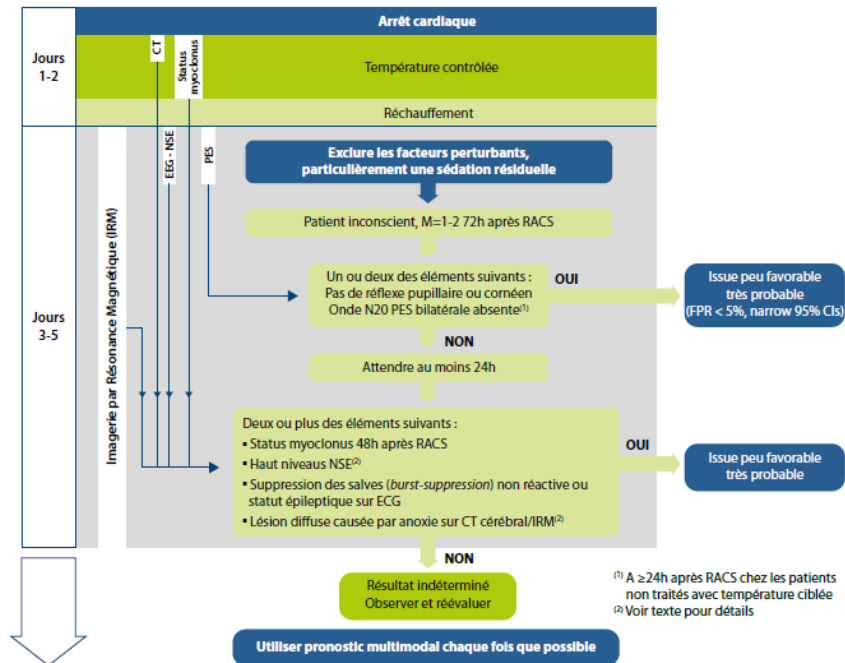 Arrêt cardiaque
Jours
1-2
CT
Status
myoclonus
Température contrôlée
Réchauffement
Jours
3-5
Imagerie par Résonance Magnétique (IRM)
EEG - NSE
PES
Exclure les facteurs perturbants,
particulièrement une sédation résiduelle
Patient inconscient, M=1-2 72h après RACS
Un ou deux des éléments suivants :
Pas de réflexe pupillaire ou cornéen
Onde N20 PES bilatérale absente(1)
OUI
Issue peu favorable
très probable
(FPR < 5%, narrow 95% CIs)
NON
Attendre au moins 24h
Deux ou plus des éléments suivants :
▪ Status myoclonus 48h après RACS
▪ Haut niveaus NSE(2)
▪ Suppression des salves (burst-suppression) non réactive ou
statut épileptique sur ECG
▪ Lésion diffuse causée par anoxie sur CT cérébral/IRM(2)
OUI
Issue peu favorable
très probable
NON
Résultat indéterminé
Observer et réévaluer
(1) A ≥24h après RACS chez les patients
non traités avec température ciblée
(2) Voir texte pour détails
Utiliser pronostic multimodal chaque fois que possible